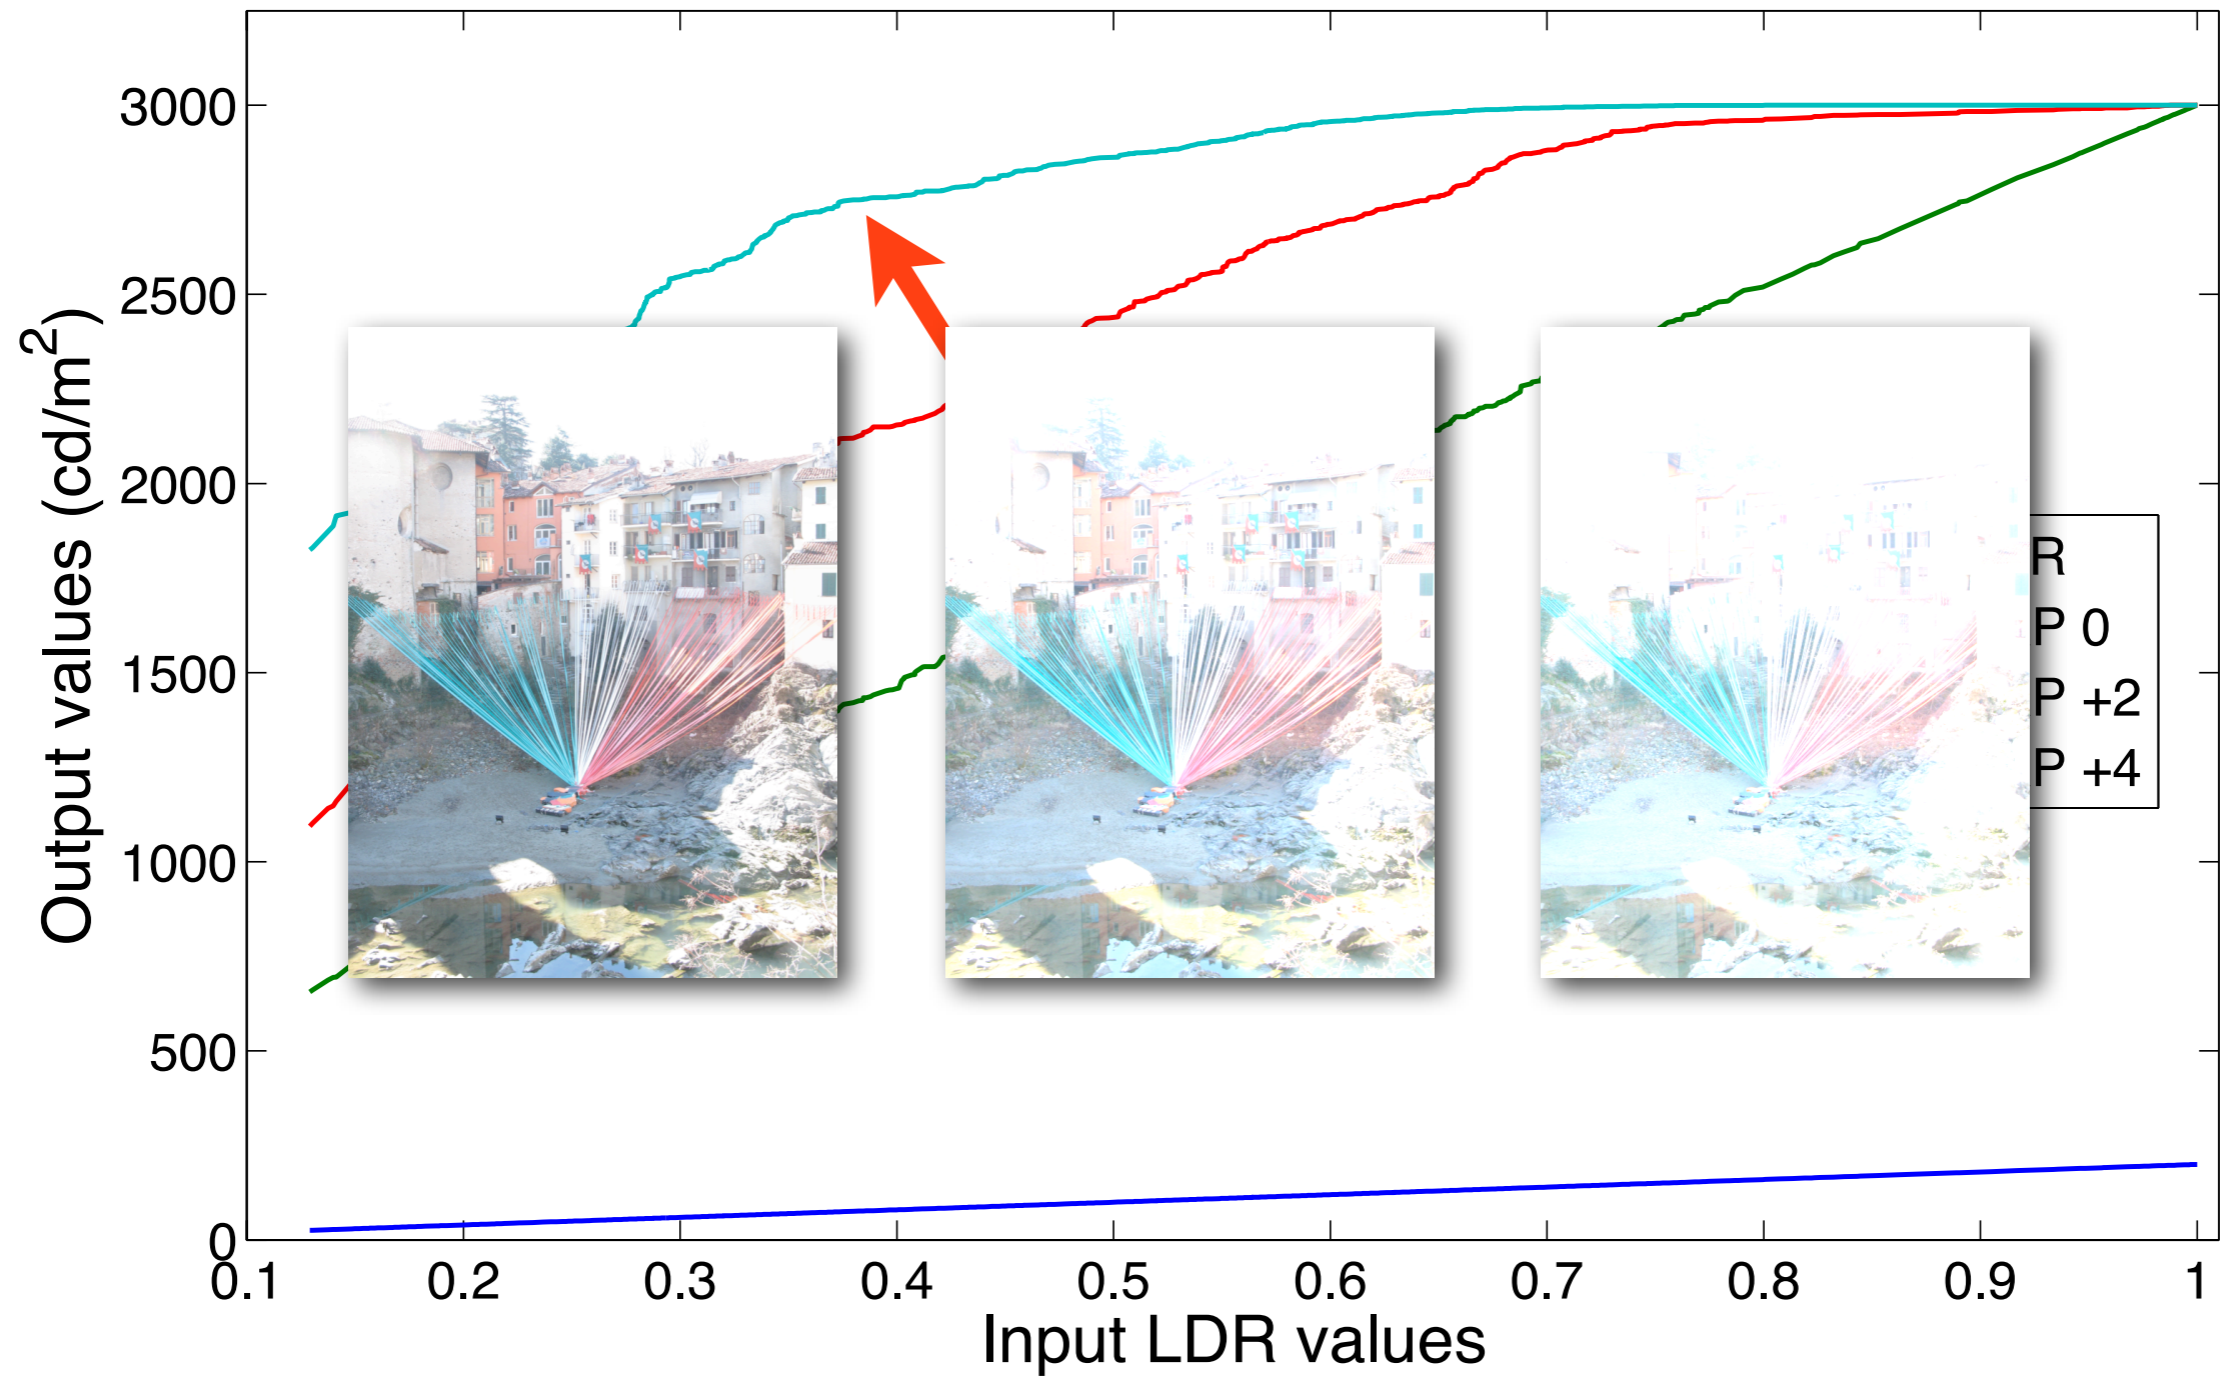 3000
2500
2000
1500
1000
500
0
Output values (cd/m²)
0.1 0.2 0.3 0.4 0.5 0.6 0.7 0.8 0.9 1
Input LDR values
R
P 0
P +2
P +4